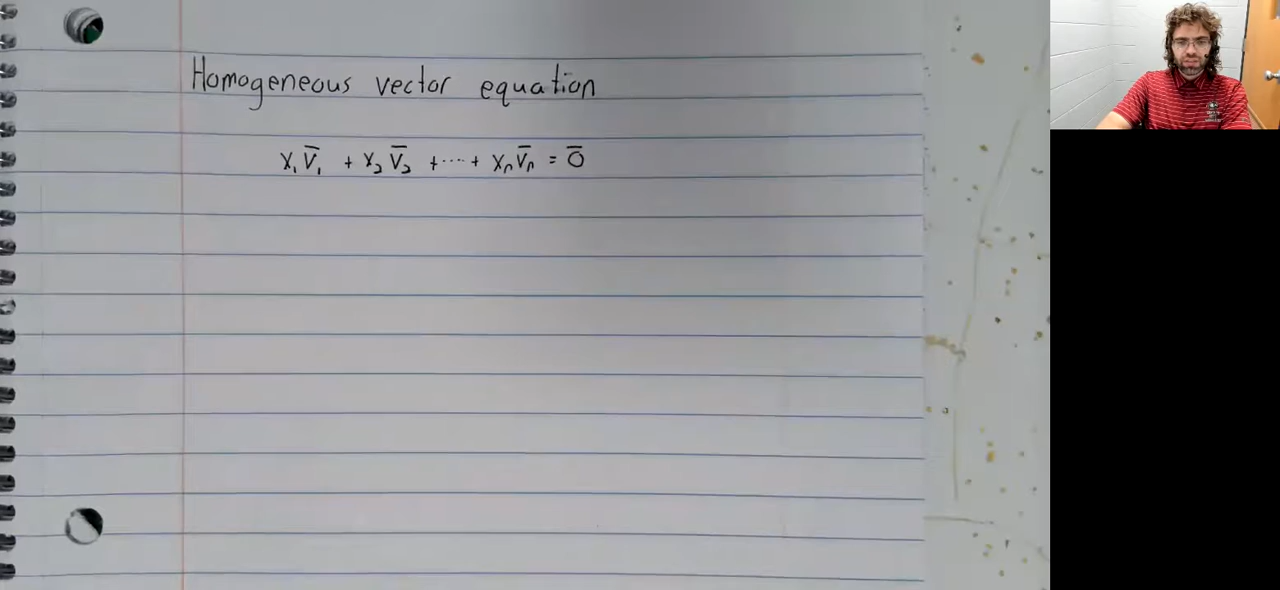 Homogeneous vector equation
x₁v̅₁ + x₂v̅₂ + ···· + xₙv̅ₙ = 0̅